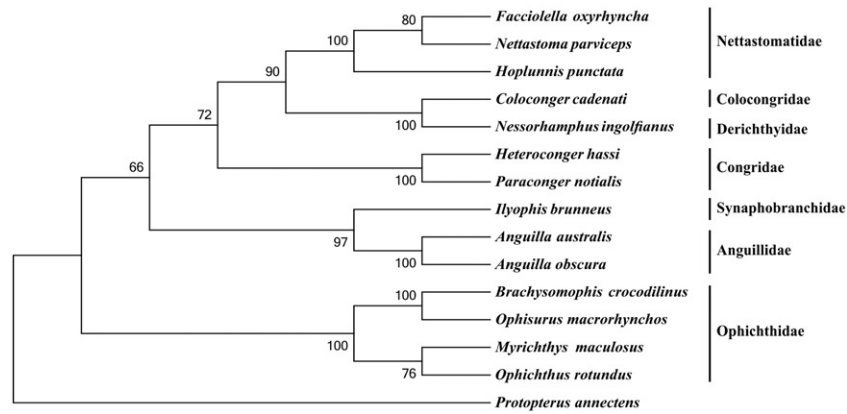 Facciolella oxyrhyncha
80
Nettastoma parviceps
Nettastomatidae
100
Hoplunnis punctata
90
Coloconger cadenati
Colocongridae
72
Nessorhamphus ingolfianus
Derichthyidae
100
Heteroconger hassi
Congridae
66
Paraconger notialis
100
Ilyophis brunneus
Synaphobranchidae
97
Anguilla australis
Anguillidae
Anguilla obscura
100
Brachysomophis crocodilinus
100
Ophisurus macrorhynchos
Ophichthidae
100
Myrichthys maculosus
Ophichthus rotundus
76
Protopterus annectens